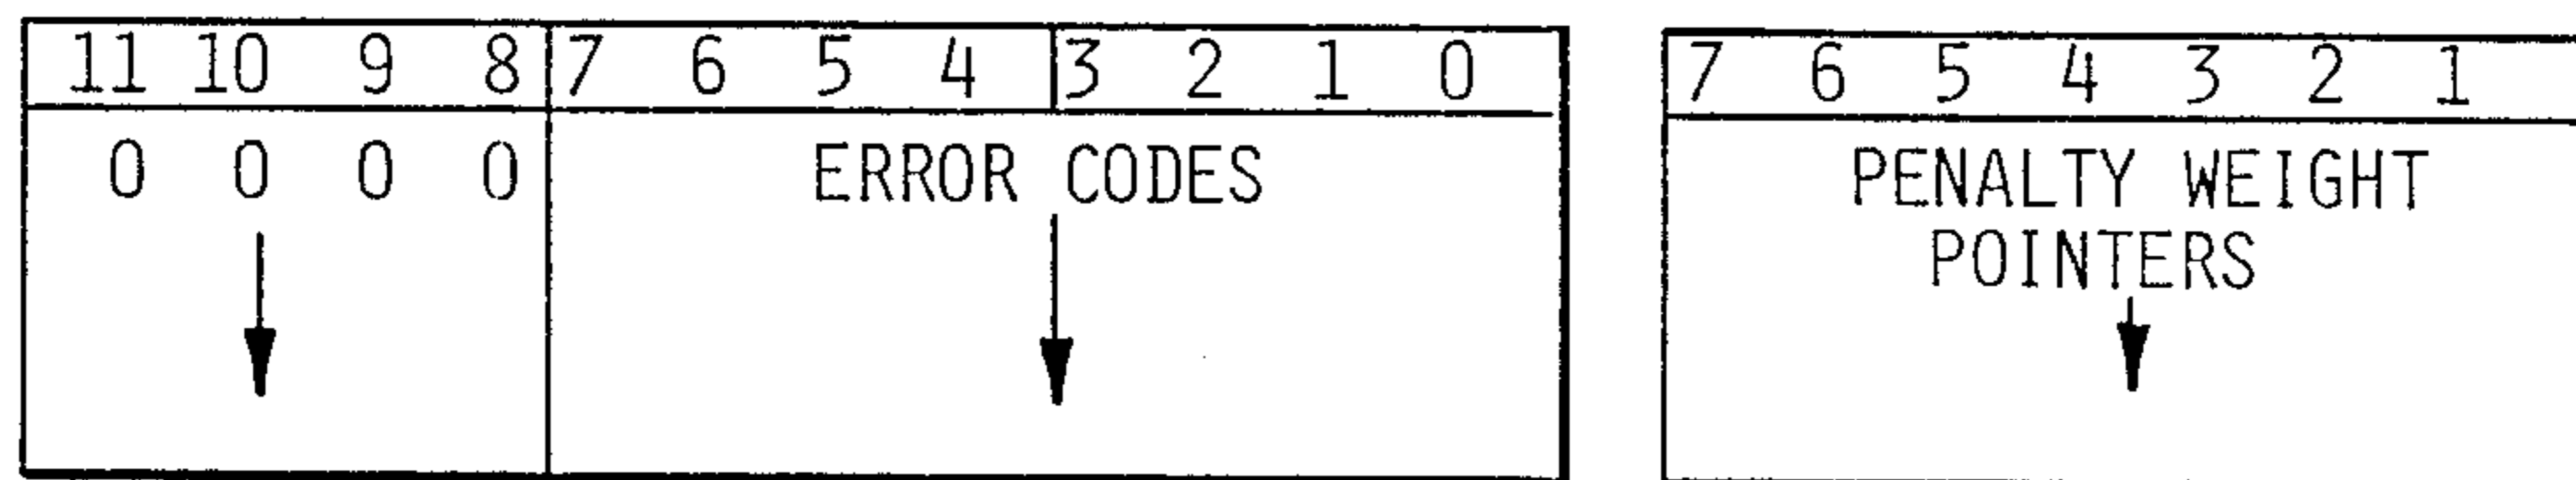 11 10 9 8 7 6 5 4 3 2 1 0
0 0 0 0 ERROR CODES
7 6 5 4 3 2 1
PENALTY WEIGHT
POINTERS